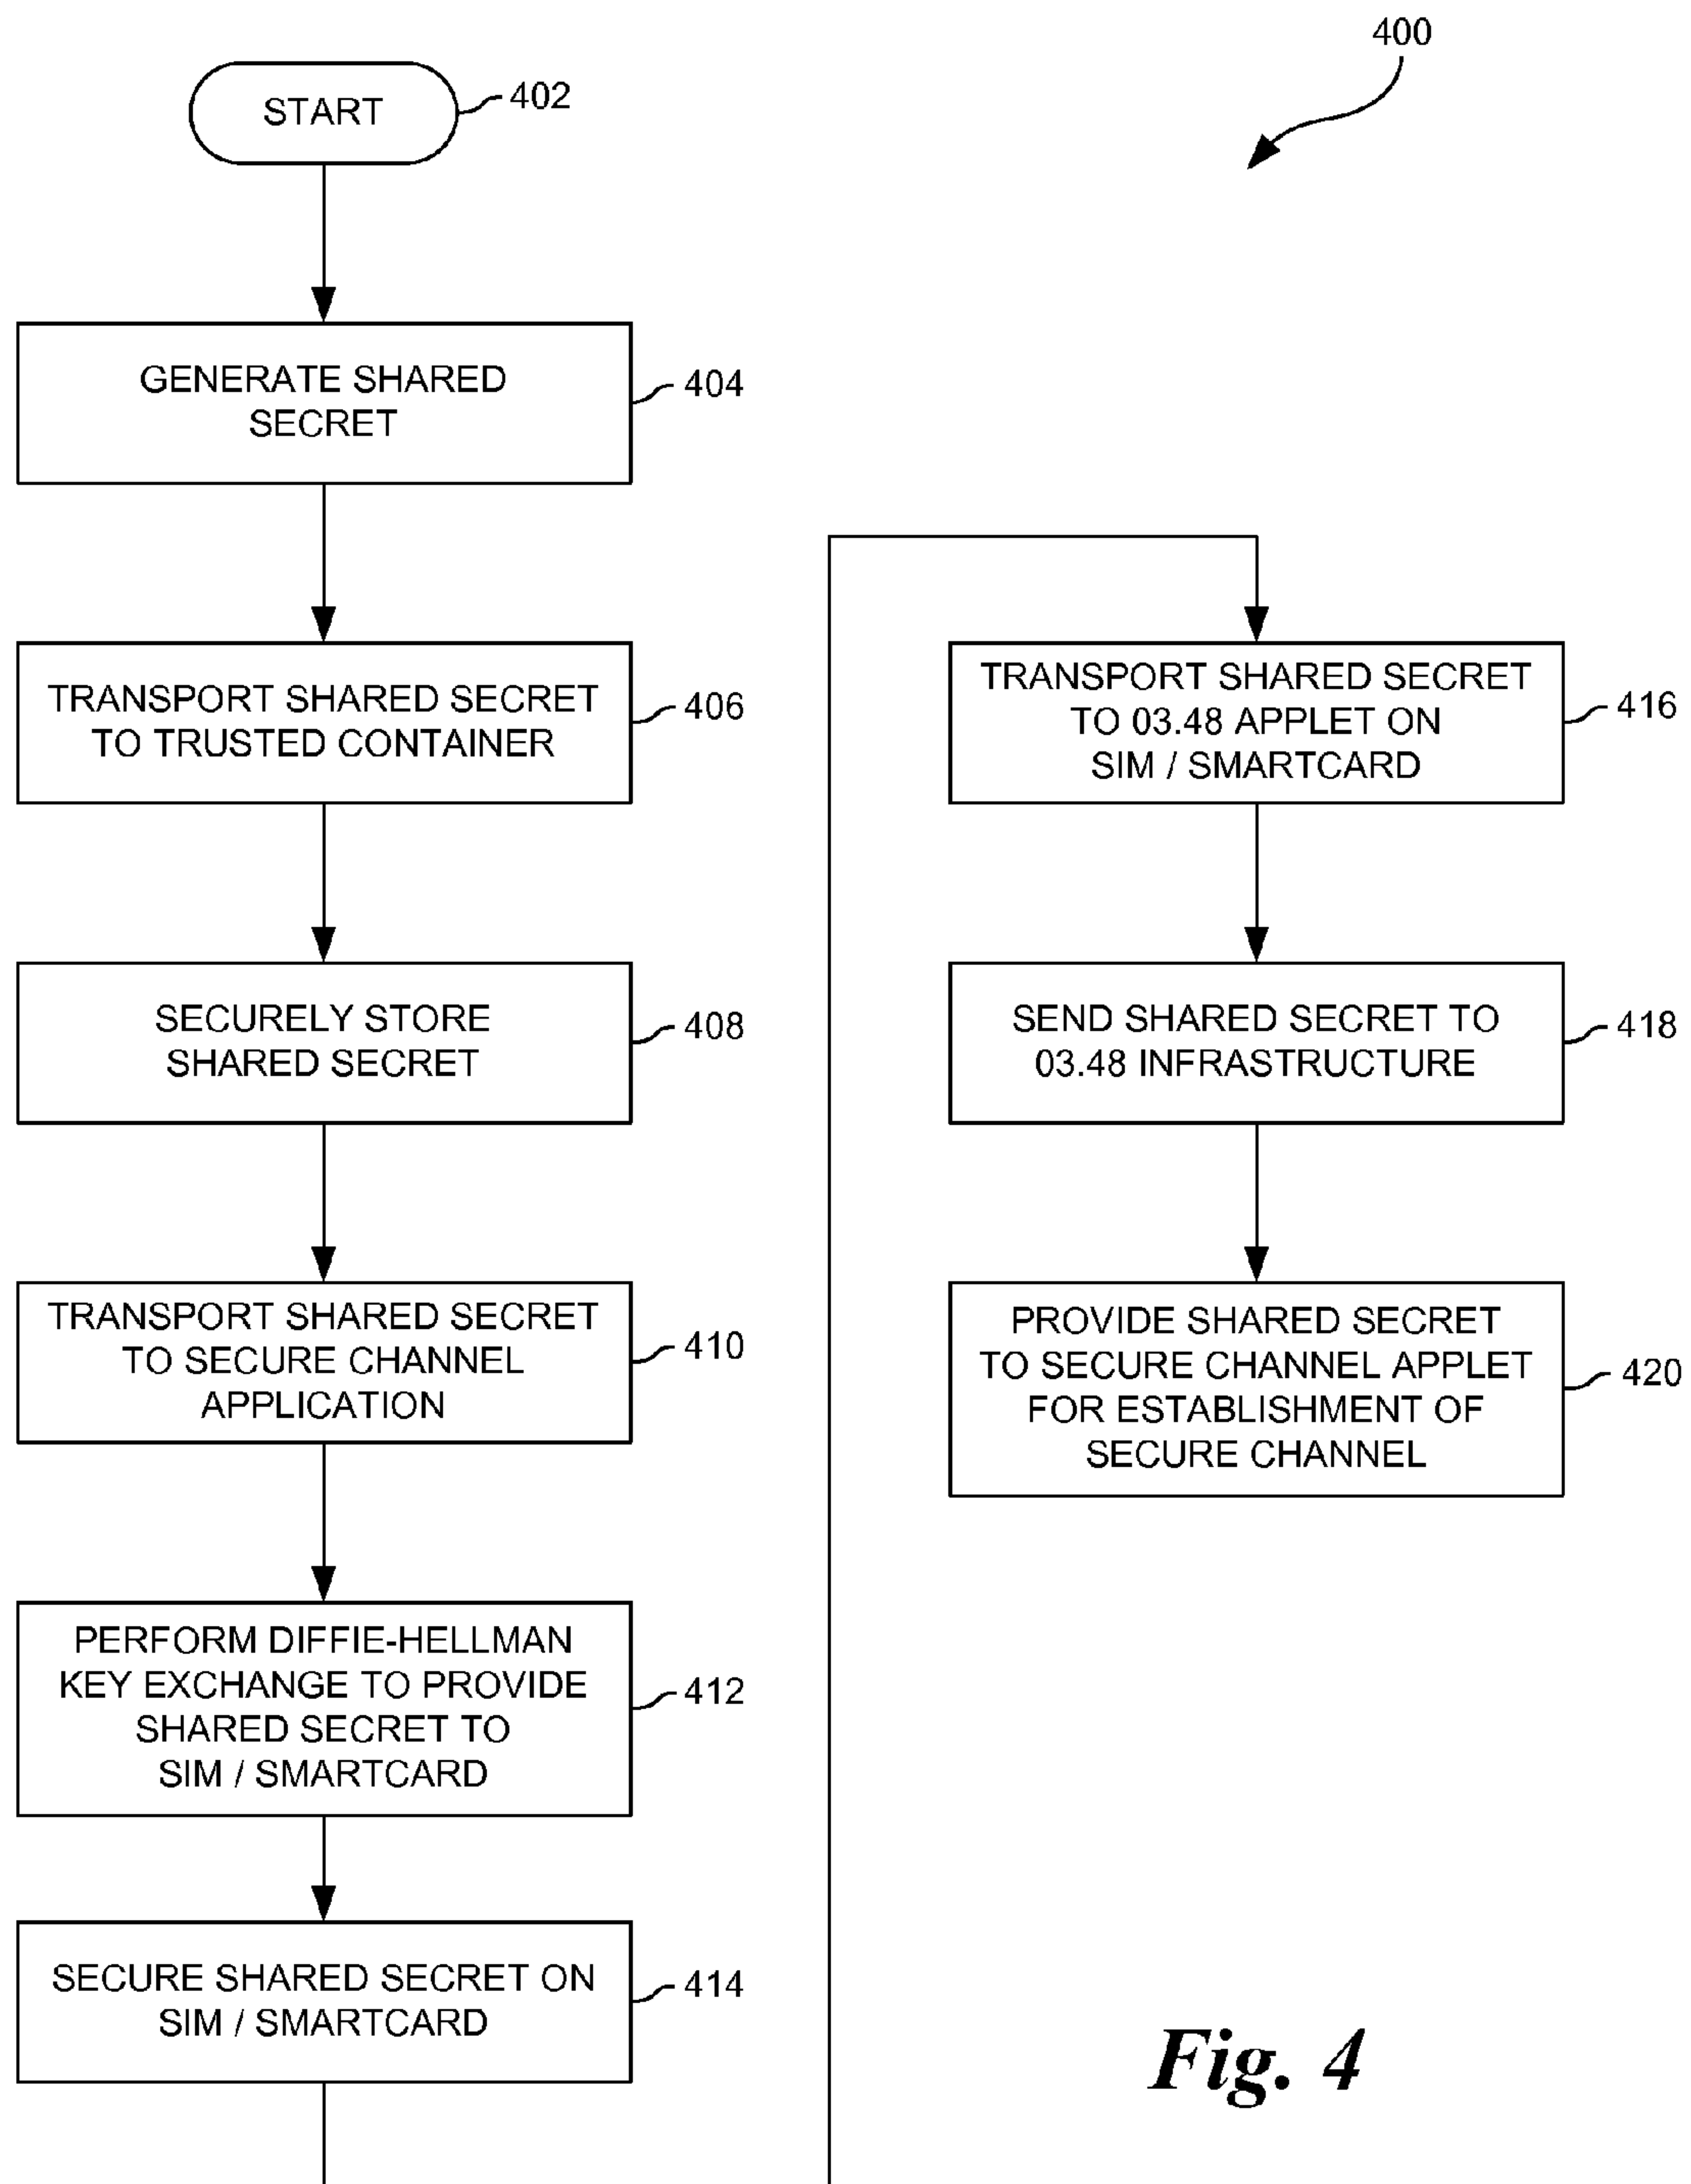 400
START
402
GENERATE SHARED
SECRET
404
TRANSPORT SHARED SECRET
TO TRUSTED CONTAINER
406
SECURELY STORE
SHARED SECRET
408
TRANSPORT SHARED SECRET
TO SECURE CHANNEL
APPLICATION
410
PERFORM DIFFIE-HELLMAN
KEY EXCHANGE TO PROVIDE
SHARED SECRET TO
SIM / SMARTCARD
412
SECURE SHARED SECRET ON
SIM / SMARTCARD
414
TRANSPORT SHARED SECRET
TO 03.48 APPLET ON
SIM / SMARTCARD
416
SEND SHARED SECRET TO
03.48 INFRASTRUCTURE
418
PROVIDE SHARED SECRET
TO SECURE CHANNEL APPLET
FOR ESTABLISHMENT OF
SECURE CHANNEL
420
Fig. 4